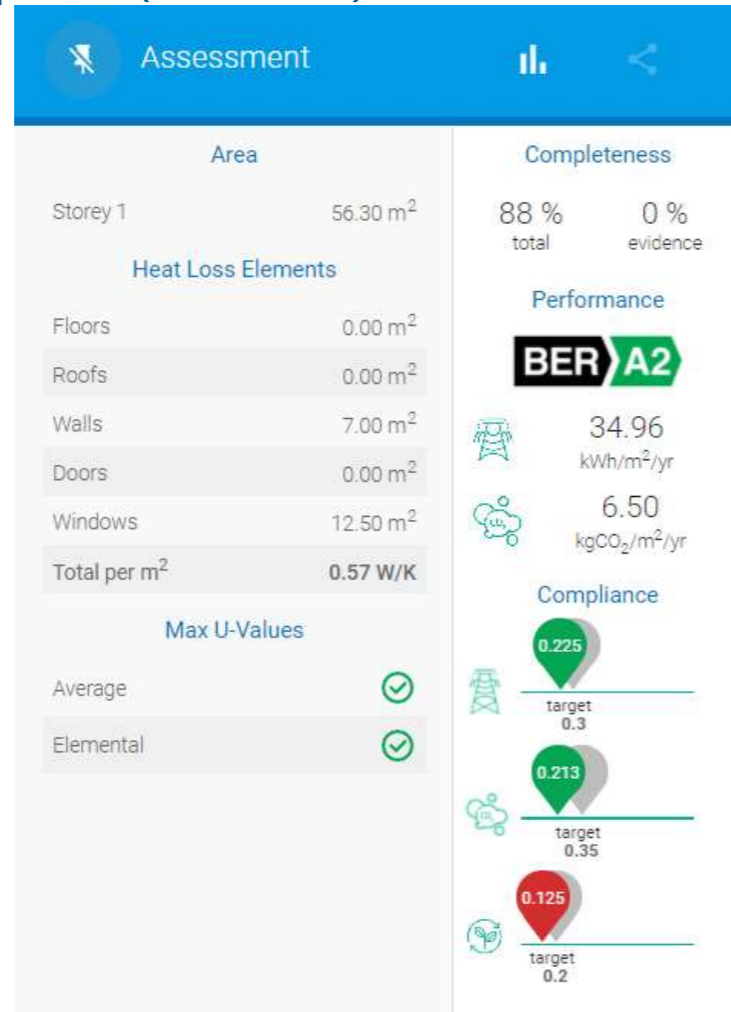 Assessment
Area
Storey 1 56.30 m²
Heat Loss Elements
Floors 0.00 m²
Roofs 0.00 m²
Walls 7.00 m²
Doors 0.00 m²
Windows 12.50 m²
Total per m² 0.57 W/K
Max U-Values
Average
Elemental
Completeness
88 % 0 %
total evidence
Performance
BER A2
34.96
kWh/m²/yr
CO₂
6.50
kgCO₂/m²/yr
Compliance
0.225
target
0.3
0.213
CO₂
target
0.35
0.125
target
0.2